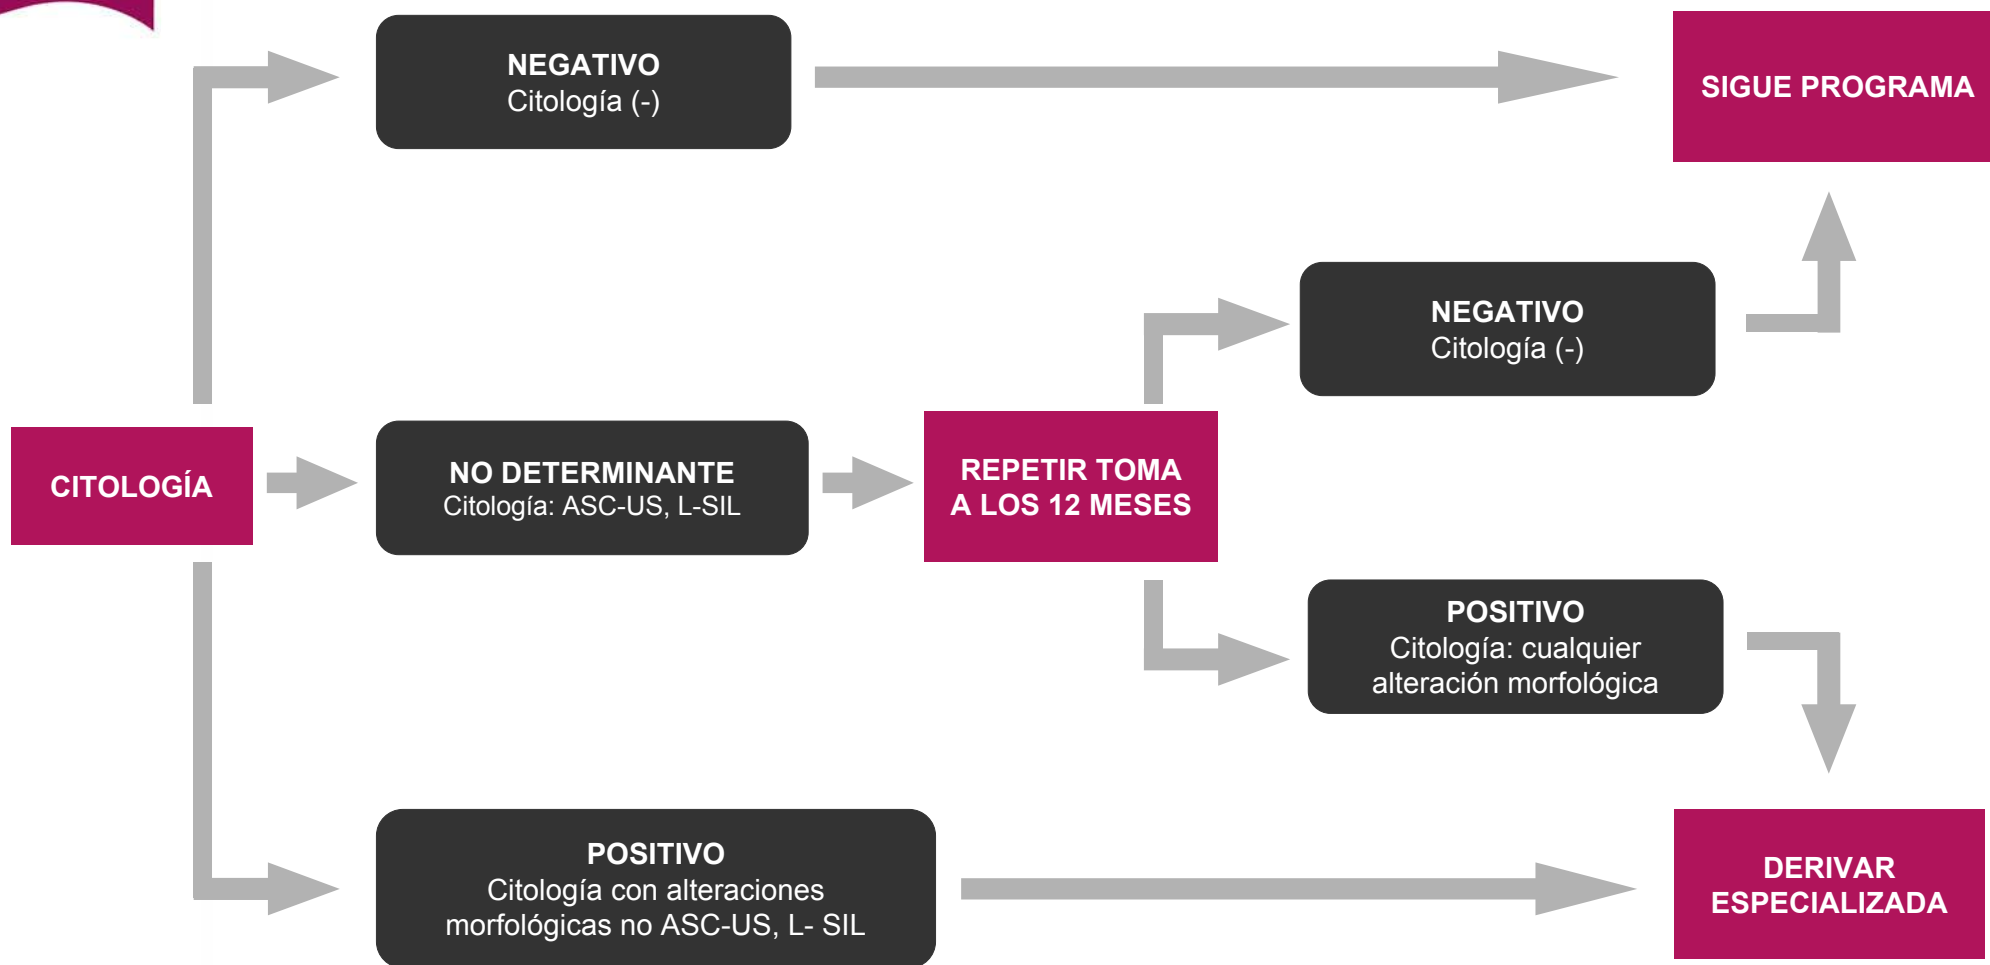 NEGATIVO
Citología (-)
SIGUE PROGRAMA
NEGATIVO
Citología (-)
CITOLOGÍA
NO DETERMINANTE
Citología: ASC-US, L-SIL
REPETIR TOMA
A LOS 12 MESES
POSITIVO
Citología: cualquier
alteración morfológica
POSITIVO
Citología con alteraciones
morfológicas no ASC-US, L- SIL
DERIVAR
ESPECIALIZADA